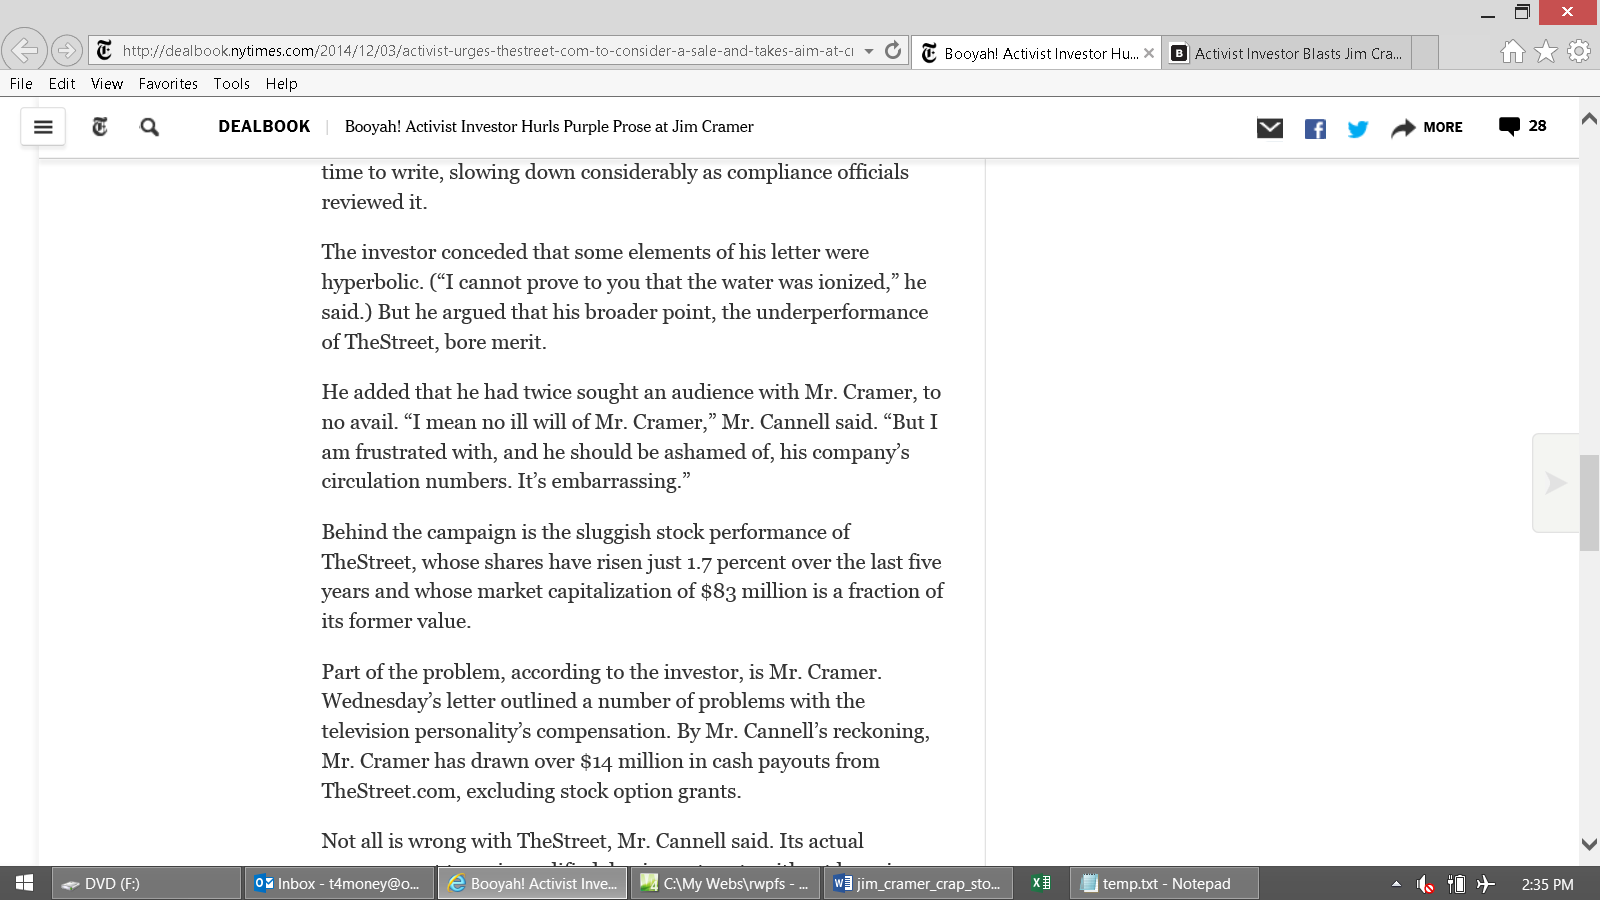 http://dealbook.nytimes.com/2014/12/03/activist-urges-thestreet-com-to-consider-a-sale-and-takes-aim-at-cr
Booyah! Activist Investor Hu...
Activist Investor Blasts Jim Cra...
File Edit View Favorites Tools Help
DEALBOOK | Booyah! Activist Investor Hurls Purple Prose at Jim Cramer
MORE
28
time to write, slowing down considerably as compliance officials
reviewed it.
The investor conceded that some elements of his letter were
hyperbolic. (“I cannot prove to you that the water was ionized,” he
said.) But he argued that his broader point, the underperformance
of TheStreet, bore merit.
He added that he had twice sought an audience with Mr. Cramer, to
no avail. “I mean no ill will of Mr. Cramer,” Mr. Cannell said. “But I
am frustrated with, and he should be ashamed of, his company’s
circulation numbers. It’s embarrassing.”
Behind the campaign is the sluggish stock performance of
TheStreet, whose shares have risen just 1.7 percent over the last five
years and whose market capitalization of $83 million is a fraction of
its former value.
Part of the problem, according to the investor, is Mr. Cramer.
Wednesday’s letter outlined a number of problems with the
television personality’s compensation. By Mr. Cannell’s reckoning,
Mr. Cramer has drawn over $14 million in cash payouts from
TheStreet.com, excluding stock option grants.
Not all is wrong with TheStreet, Mr. Cannell said. Its actual
DVD (F:)
Inbox - t4money@o...
Booyah! Activist Inve...
C:\My Webs\rwpfs - ...
jim_cramer_crap_sto...
temp.txt - Notepad
2:35 PM